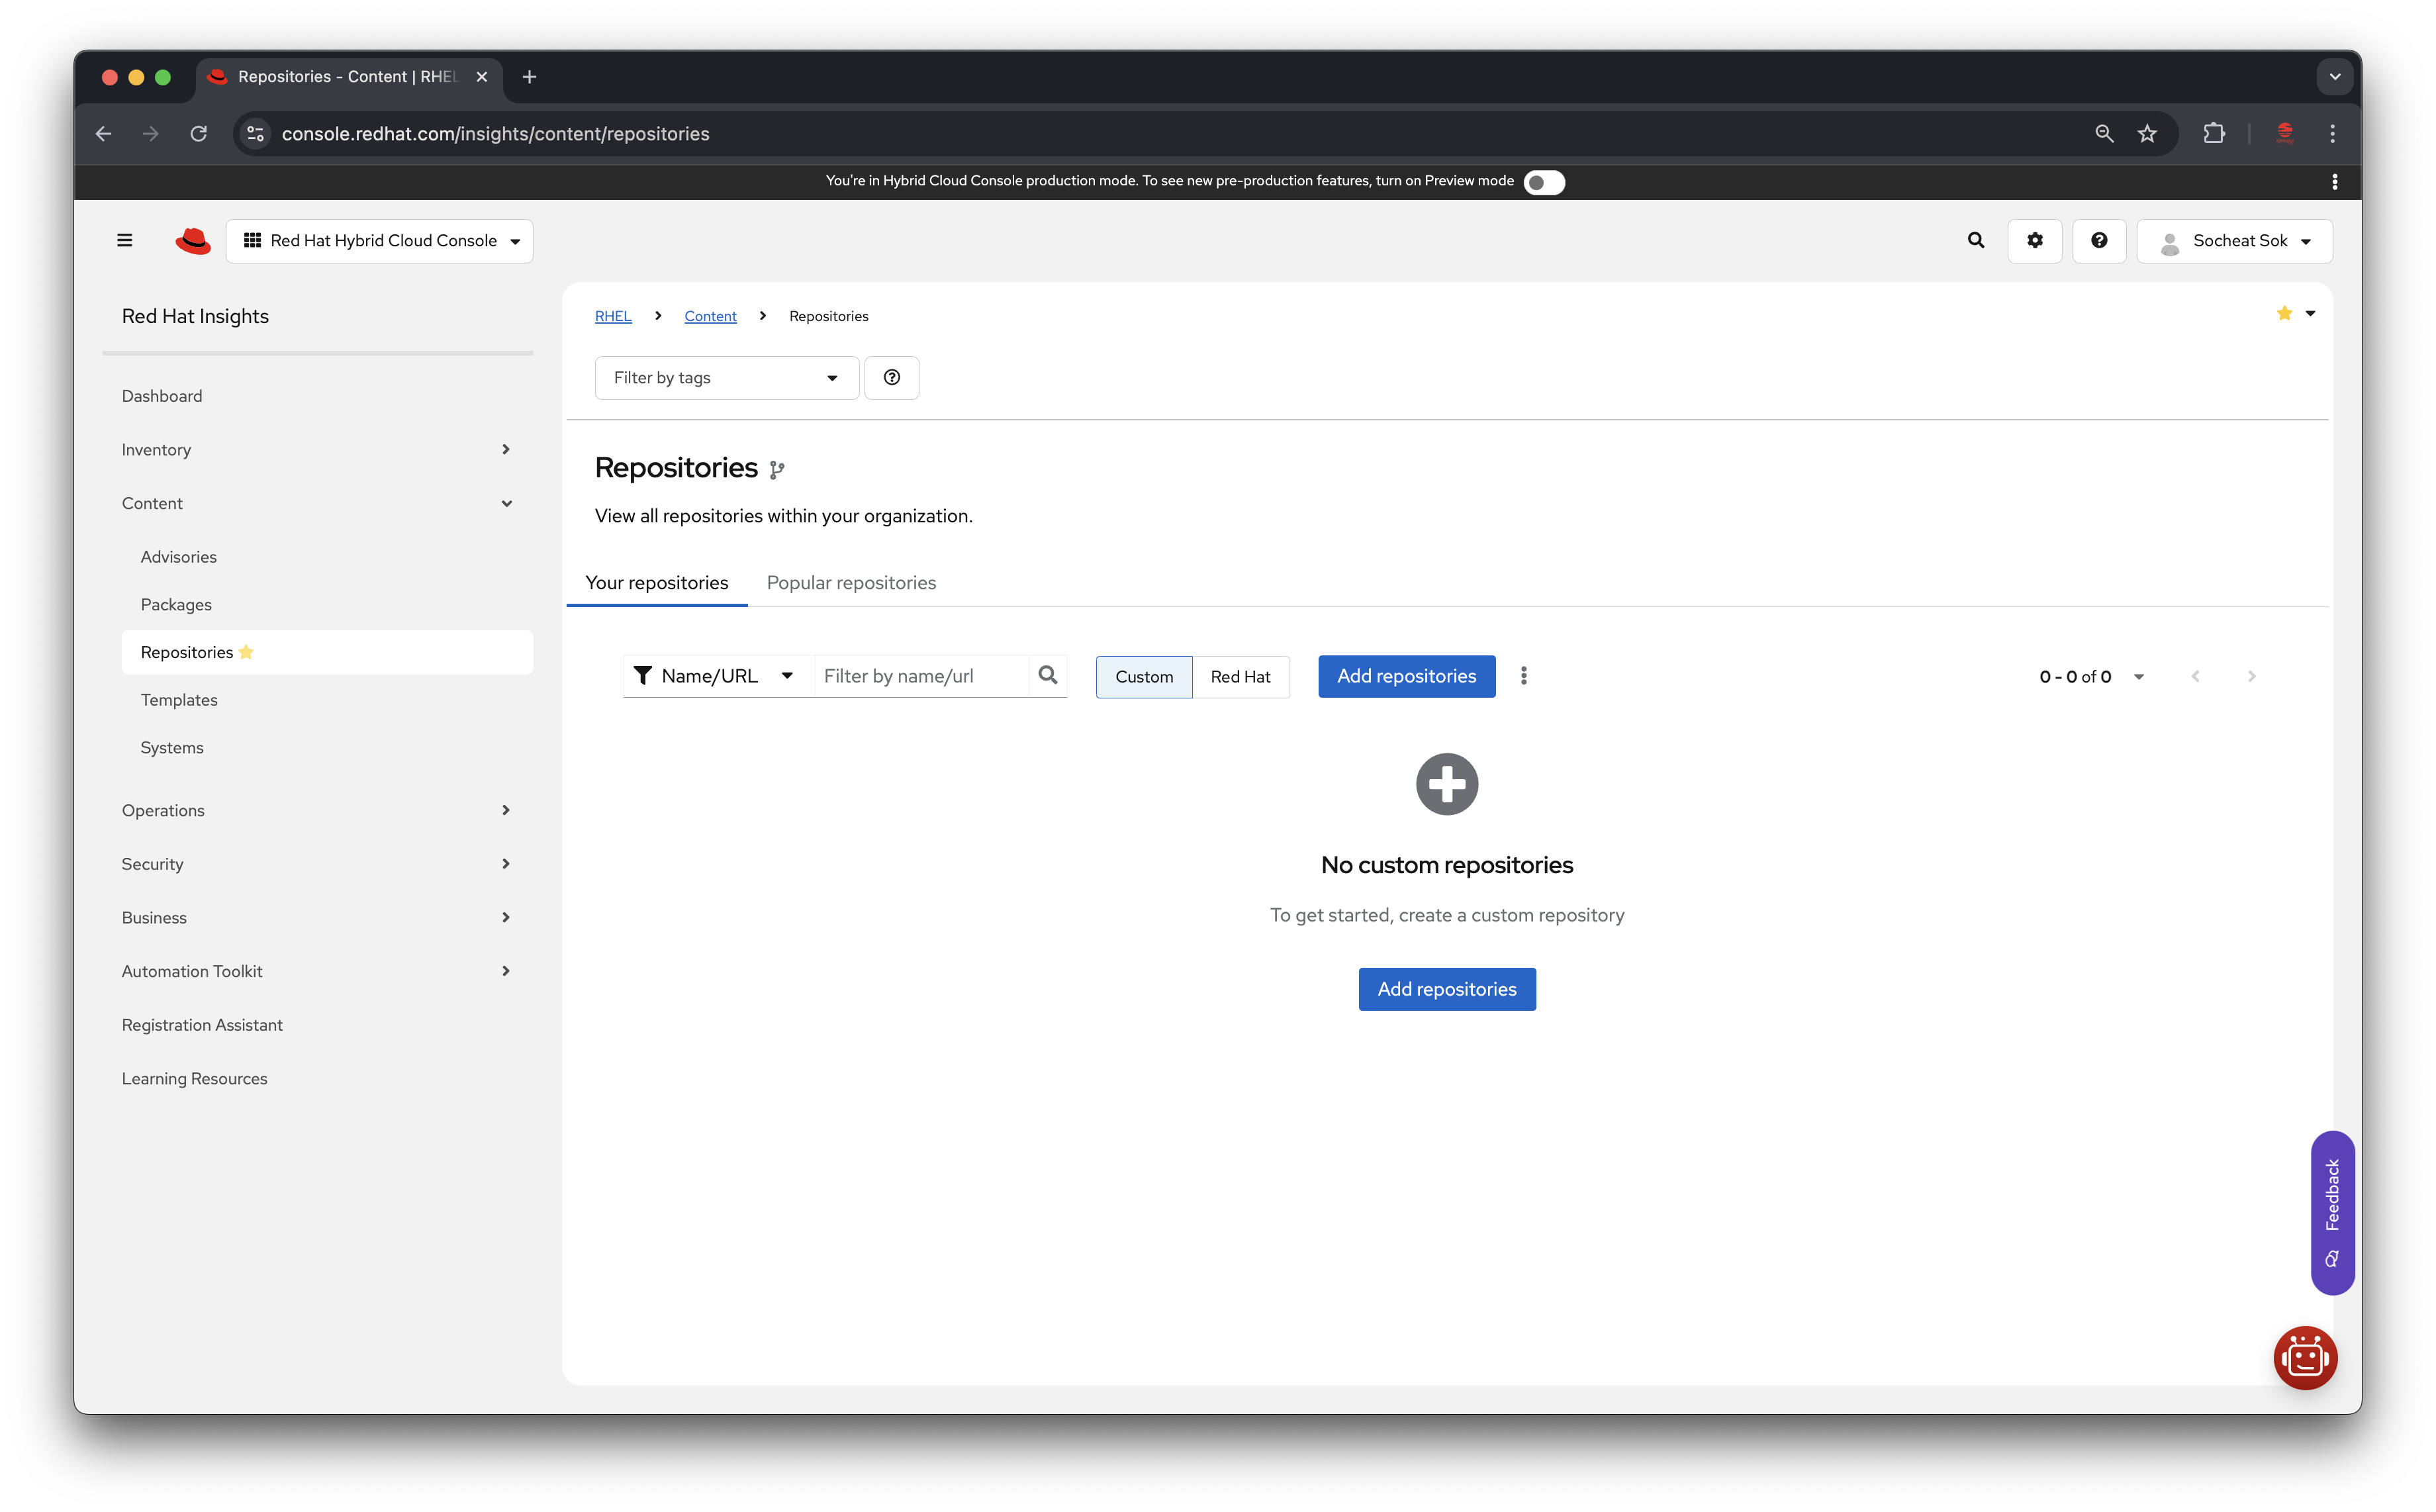 Repositories - Content | RHEL
console.redhat.com/insights/content/repositories
You're in Hybrid Cloud Console production mode. To see new pre-production features, turn on Preview mode
Red Hat Hybrid Cloud Console
Socheat Sok
Red Hat Insights
Dashboard
Inventory
Content
Advisories
Packages
Repositories
Templates
Systems
Operations
Security
Business
Automation Toolkit
Registration Assistant
Learning Resources
RHEL > Content > Repositories
Filter by tags
Repositories
View all repositories within your organization.
Your repositories Popular repositories
Name/URL Filter by name/url Custom Red Hat Add repositories 0 - 0 of 0
No custom repositories
To get started, create a custom repository
Add repositories
Feedback